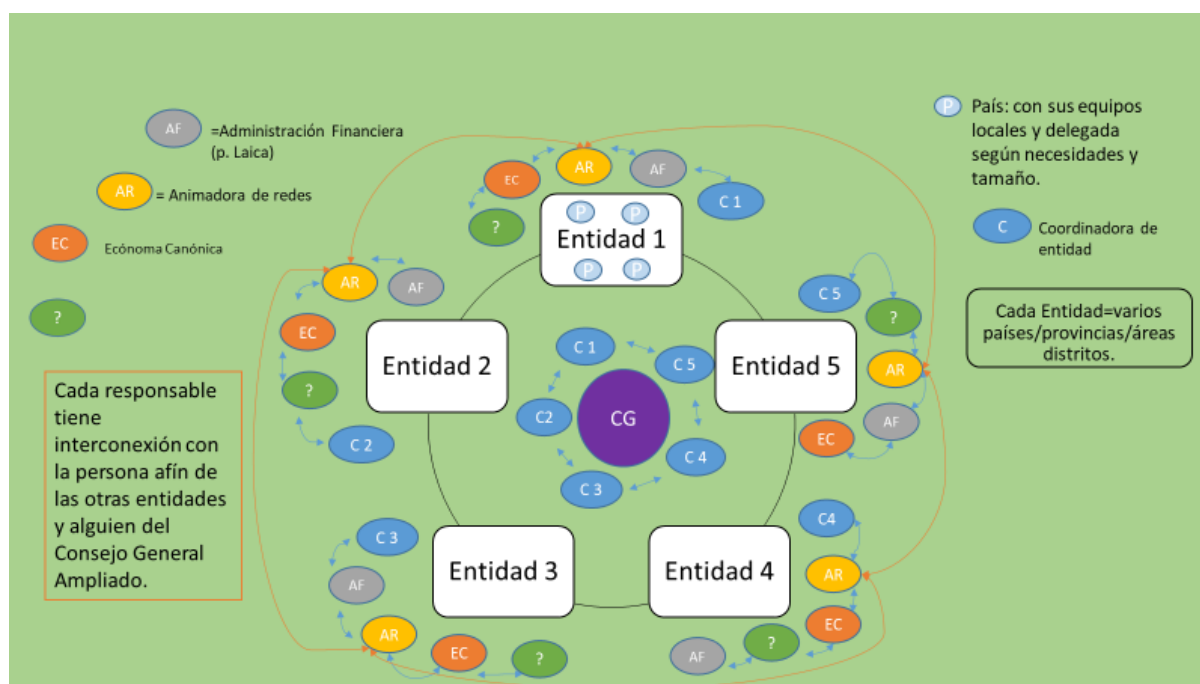 AF
=Administración Financiera
(p. Laica)
AR
= Animadora de redes
EC
Ecónoma Canónica
?
Cada responsable
tiene
interconexión con
la persona afín de
las otras entidades
y alguien del
Consejo General
Ampliado.
EC
AR
AF
C 1
?
P
P
Entidad 1
P
P
AR
AF
EC
Entidad 2
?
C 2
C 1
C 5
C2
CG
C 4
C 3
C 5
?
Entidad 5
AR
AF
EC
C 3
AF
AR
EC
?
Entidad 3
Entidad 4
C4
AR
EC
?
AF
P
País: con sus equipos
locales y delegada
según necesidades y
tamaño.
C
Coordinadora de
entidad
Cada Entidad=varios
países/provincias/áreas
distritos.